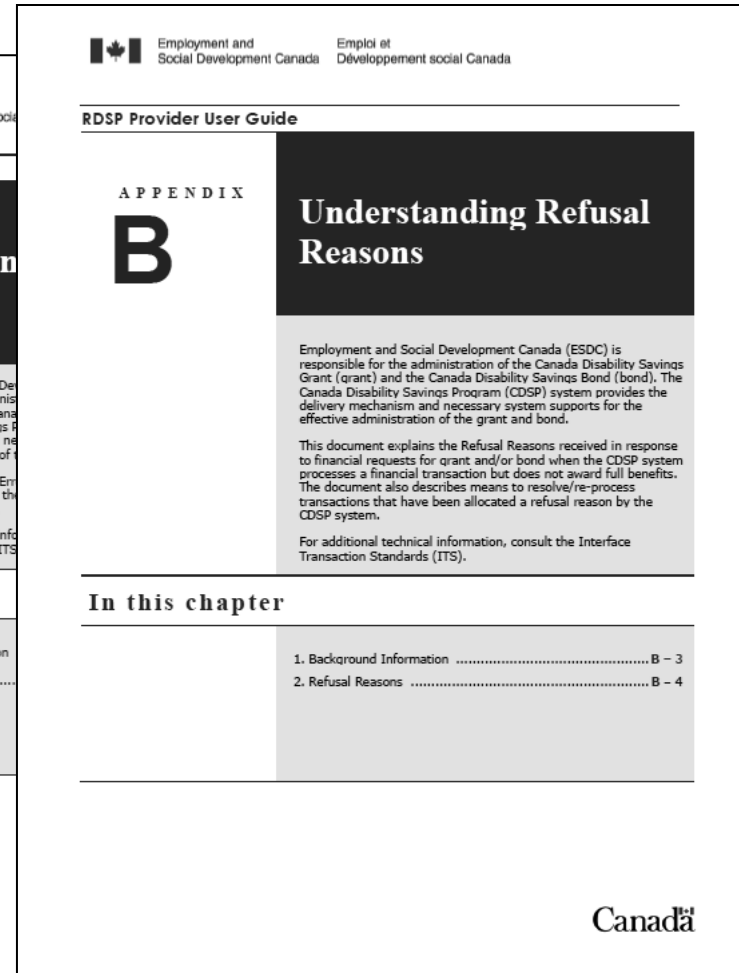 Employment and
Social Development Canada
Emploi et
Développement social Canada
RDSP Provider User Guide
APPENDIX
B
Understanding Refusal
Reasons
Employment and Social Development Canada (ESDC) is
responsible for the administration of the Canada Disability Savings
Grant (grant) and the Canada Disability Savings Bond (bond). The
Canada Disability Savings Program (CDSP) system provides the
delivery mechanism and necessary system supports for the
effective administration of the grant and bond.
This document explains the Refusal Reasons received in response
to financial requests for grant and/or bond when the CDSP system
processes a financial transaction but does not award full benefits.
The document also describes means to resolve/re-process
transactions that have been allocated a refusal reason by the
CDSP system.
For additional technical information, consult the Interface
Transaction Standards (ITS).
In this chapter
1. Background Information ................................................ B – 3
2. Refusal Reasons ............................................................ B – 4
Canada